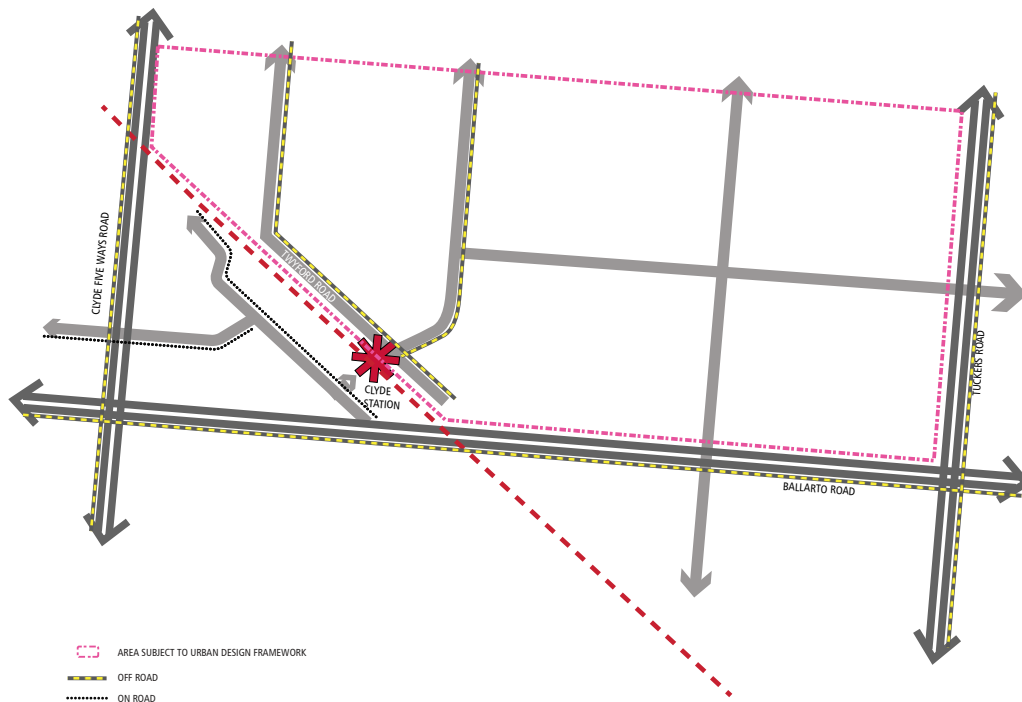 CLYDE FIVE WAYS ROAD
TWYFORD ROAD
CLYDE
STATION
TUCKERS ROAD
BALLARTO ROAD
AREA SUBJECT TO URBAN DESIGN FRAMEWORK
OFF ROAD
ON ROAD